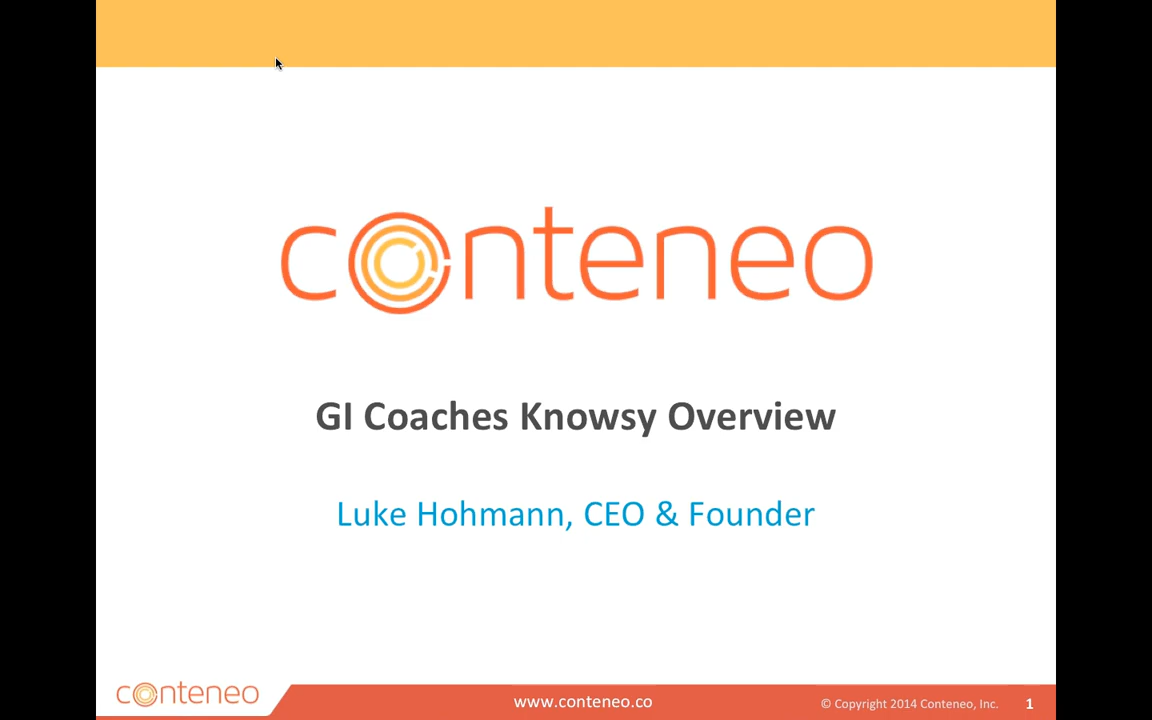 conteneo
GI Coaches Knowsy Overview
Luke Hohmann, CEO & Founder
conteneo
www.conteneo.co
© Copyright 2014 Conteneo, Inc.
1